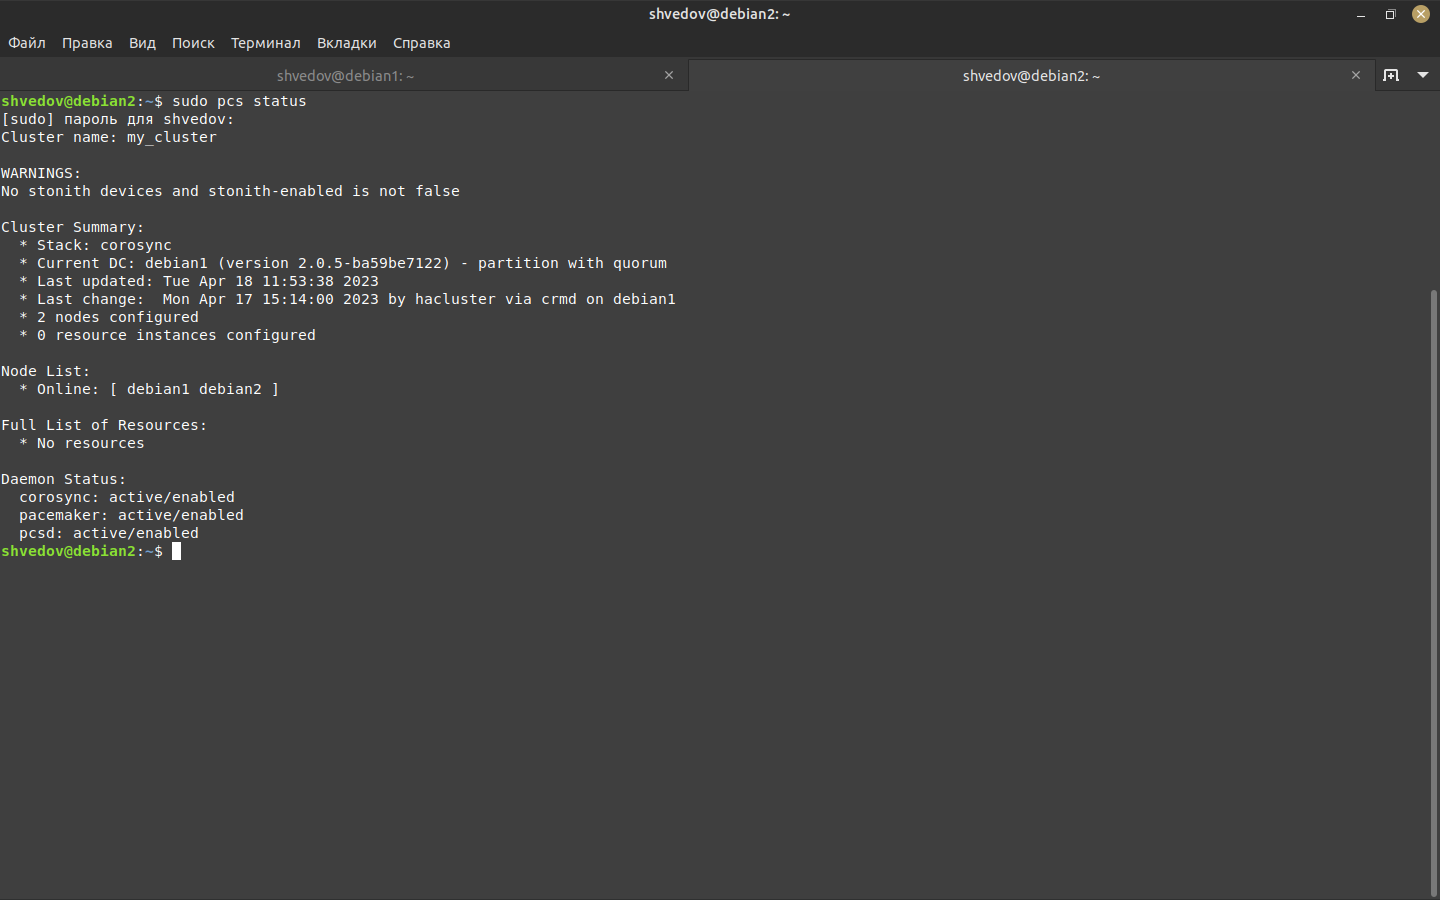 shvedov@debian2: ~
Файл Правка Вид Поиск Терминал Вкладки Справка
shvedov@debian1: ~
shvedov@debian2: ~
shvedov@debian2:~$ sudo pcs status
[sudo] пароль для shvedov:
Cluster name: my_cluster
WARNINGS:
No stonith devices and stonith-enabled is not false
Cluster Summary:
* Stack: corosync
* Current DC: debian1 (version 2.0.5-ba59be7122) - partition with quorum
* Last updated: Tue Apr 18 11:53:38 2023
* Last change:  Mon Apr 17 15:14:00 2023 by hacluster via crmd on debian1
* 2 nodes configured
* 0 resource instances configured
Node List:
* Online: [ debian1 debian2 ]
Full List of Resources:
* No resources
Daemon Status:
corosync: active/enabled
pacemaker: active/enabled
pcsd: active/enabled
shvedov@debian2:~$